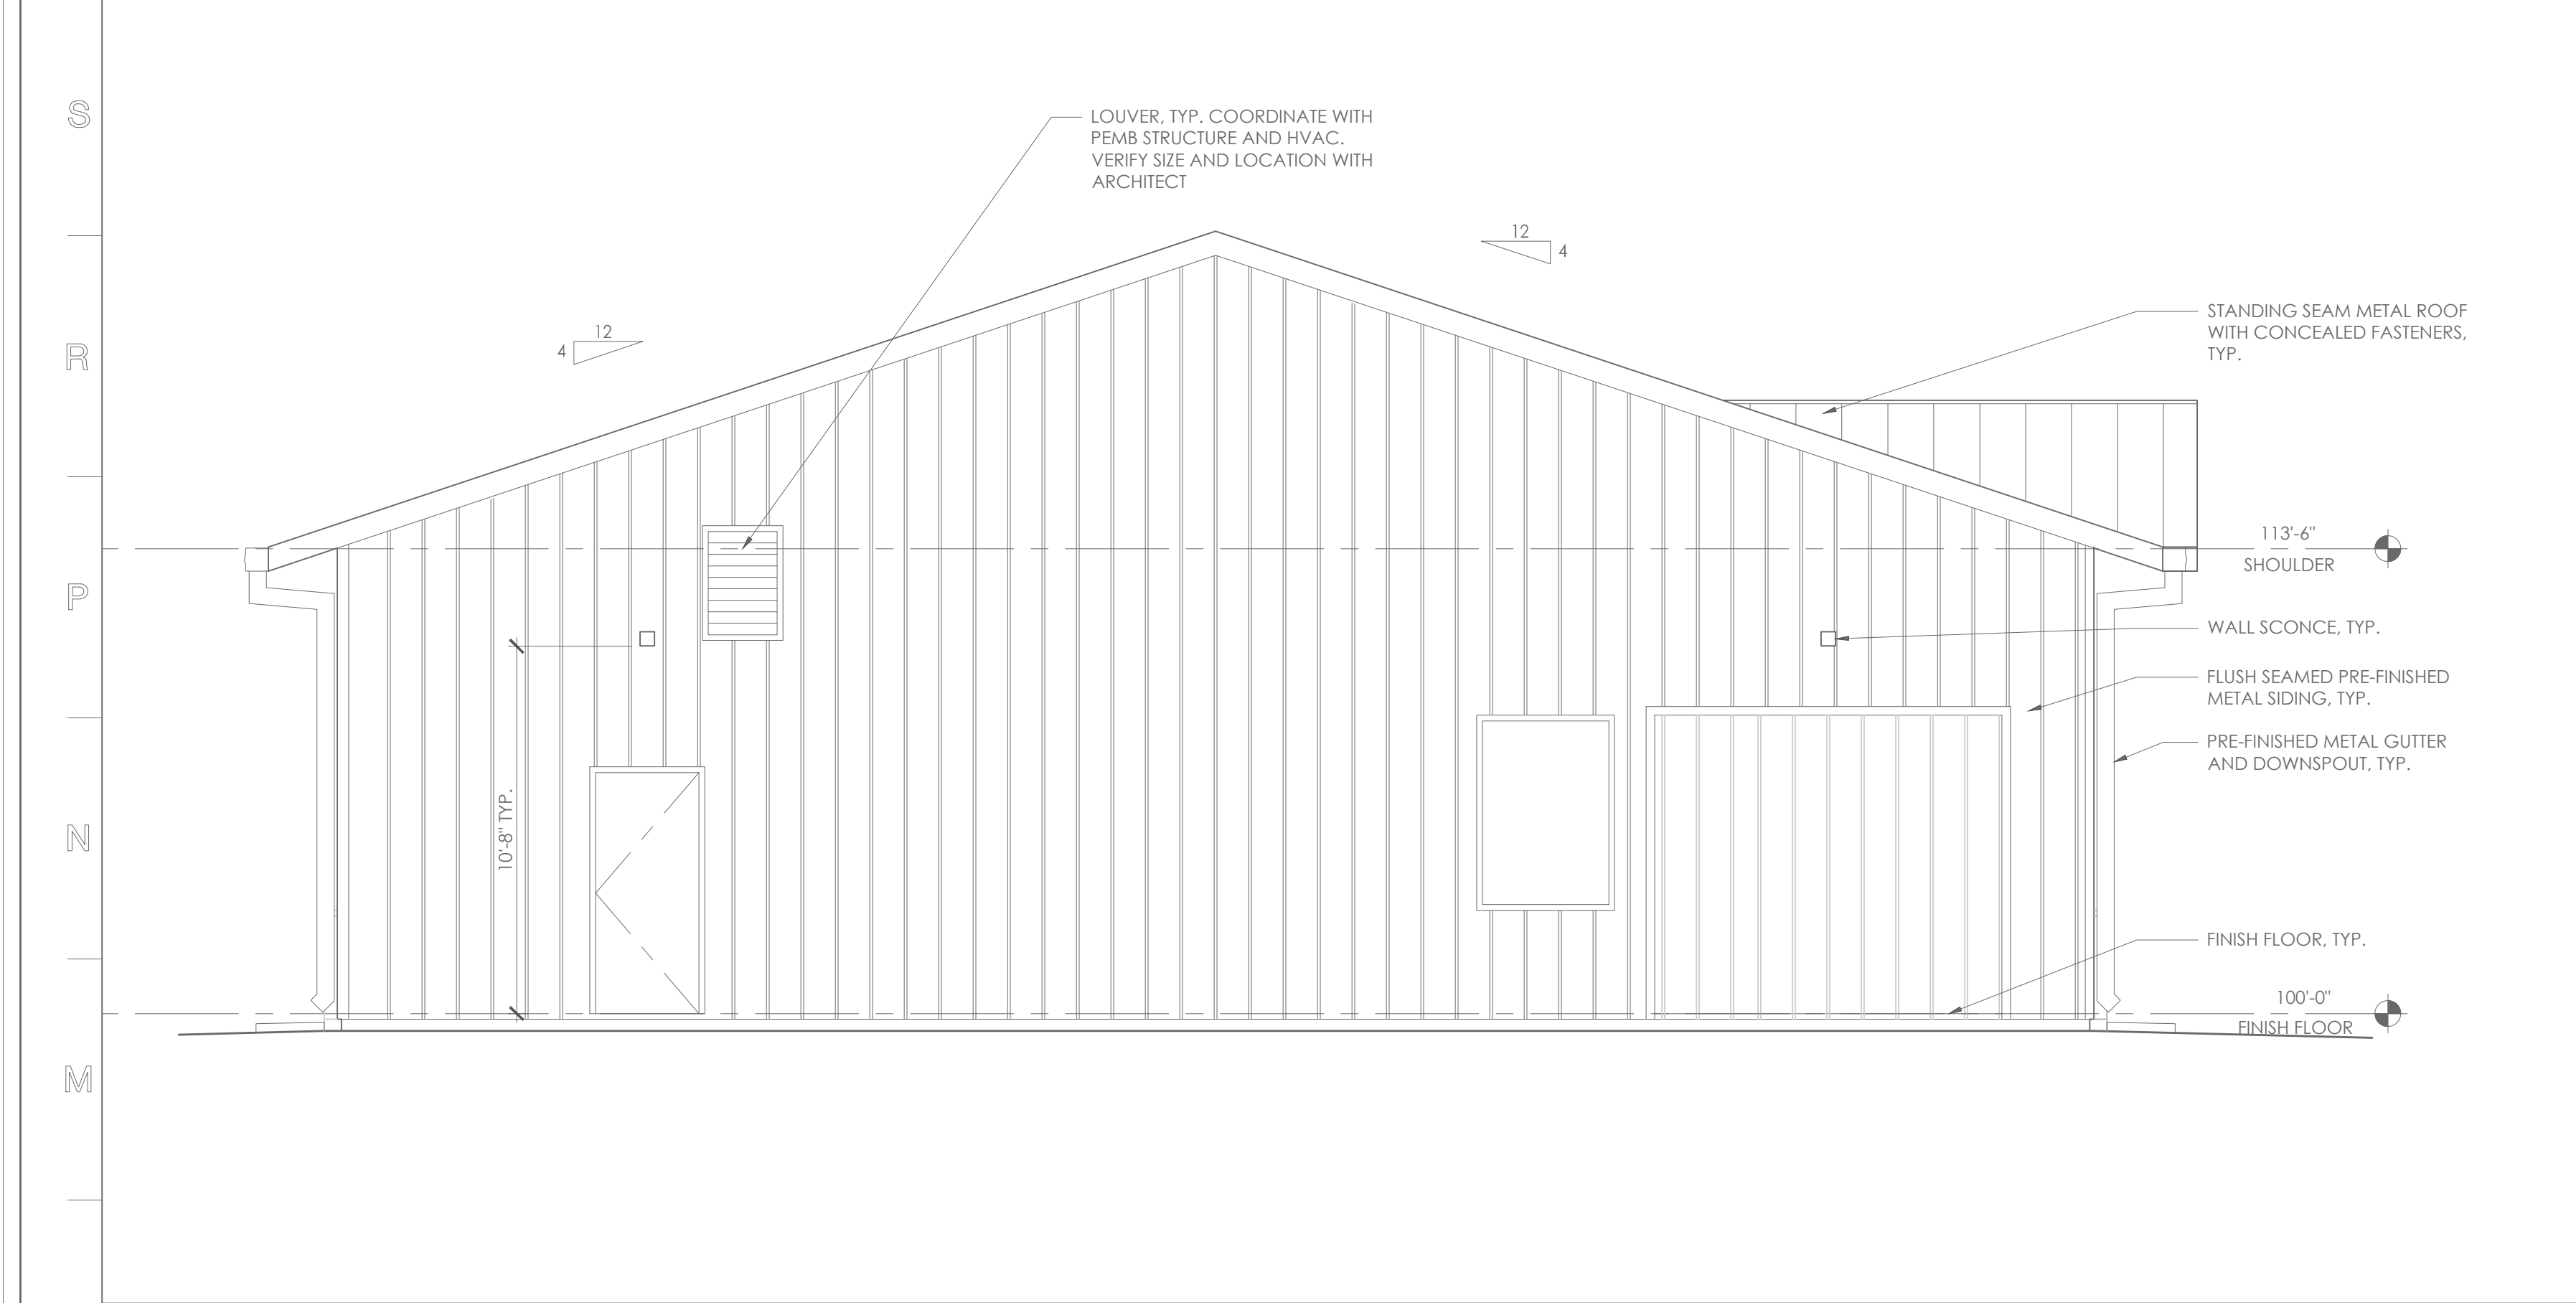 S
LOUVER, TYP. COORDINATE WITH
PEMB STRUCTURE AND HVAC.
VERIFY SIZE AND LOCATION WITH
ARCHITECT
12
4
12
4
R
STANDING SEAM METAL ROOF
WITH CONCEALED FASTENERS,
TYP.
113'-6"
SHOULDER
P
WALL SCONCE, TYP.
FLUSH SEAMED PRE-FINISHED
METAL SIDING, TYP.
PRE-FINISHED METAL GUTTER
AND DOWNSPOUT, TYP.
10'-8" TYP.
N
FINISH FLOOR, TYP.
100'-0"
FINISH FLOOR
M